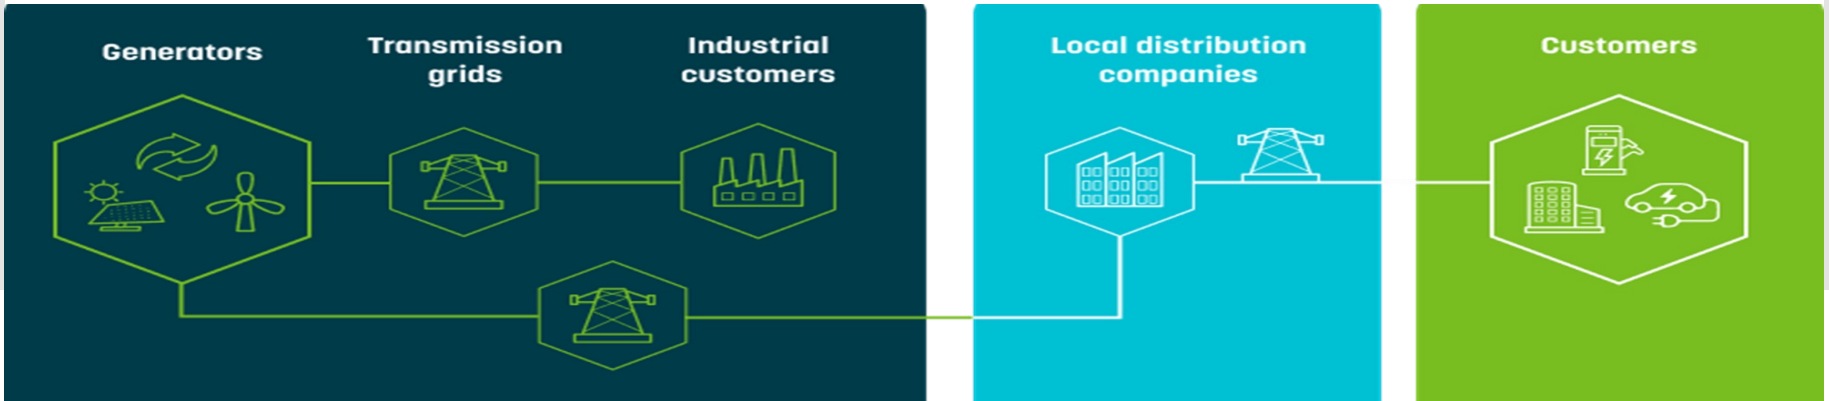 Generators
Transmission
grids
Industrial
customers
Local distribution
companies
Customers